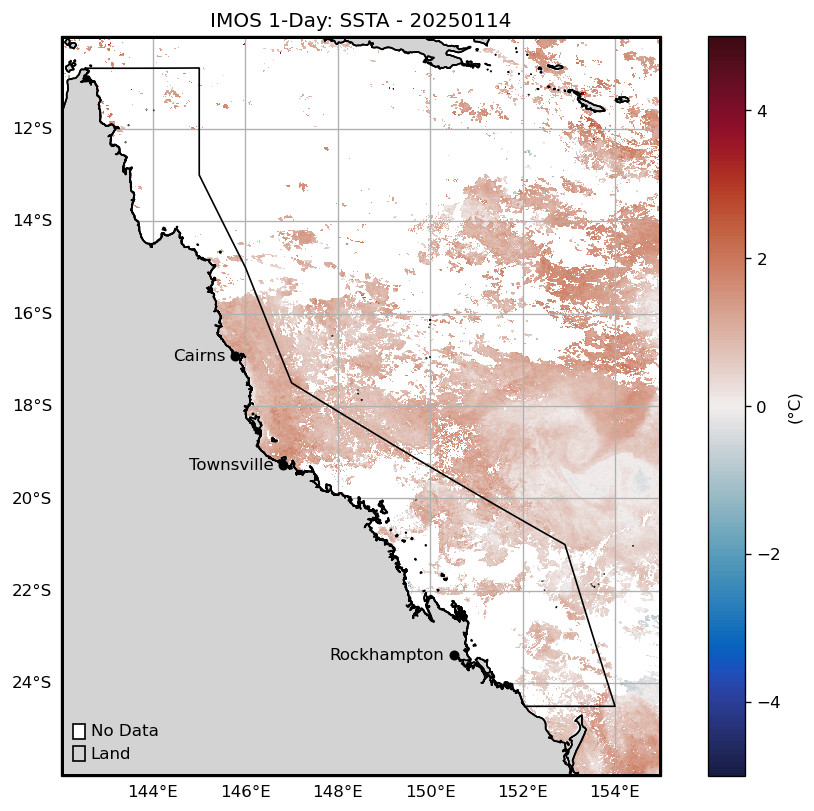 IMOS 1-Day: SSTA - 20250114
12°S
14°S
16°S
18°S
20°S
22°S
24°S
Cairns
Townsville
Rockhampton
No Data
Land
144°E
146°E
148°E
150°E
152°E
154°E
4
2
0
−2
−4
(°C)